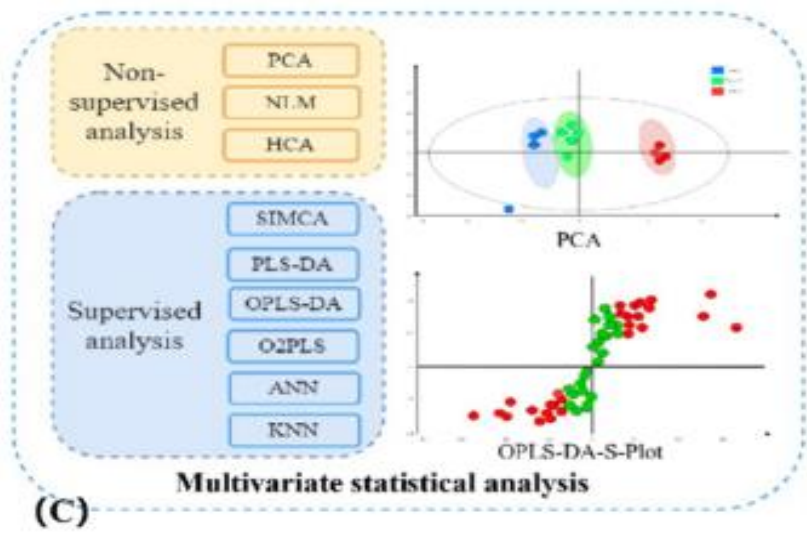 Non-
supervised
analysis
PCA
NLM
HCA
Supervised
analysis
SIMCA
PLS-DA
OPLS-DA
O2PLS
ANN
KNN
PCA
OPLS-DA-S-Plot
Multivariate statistical analysis
(C)